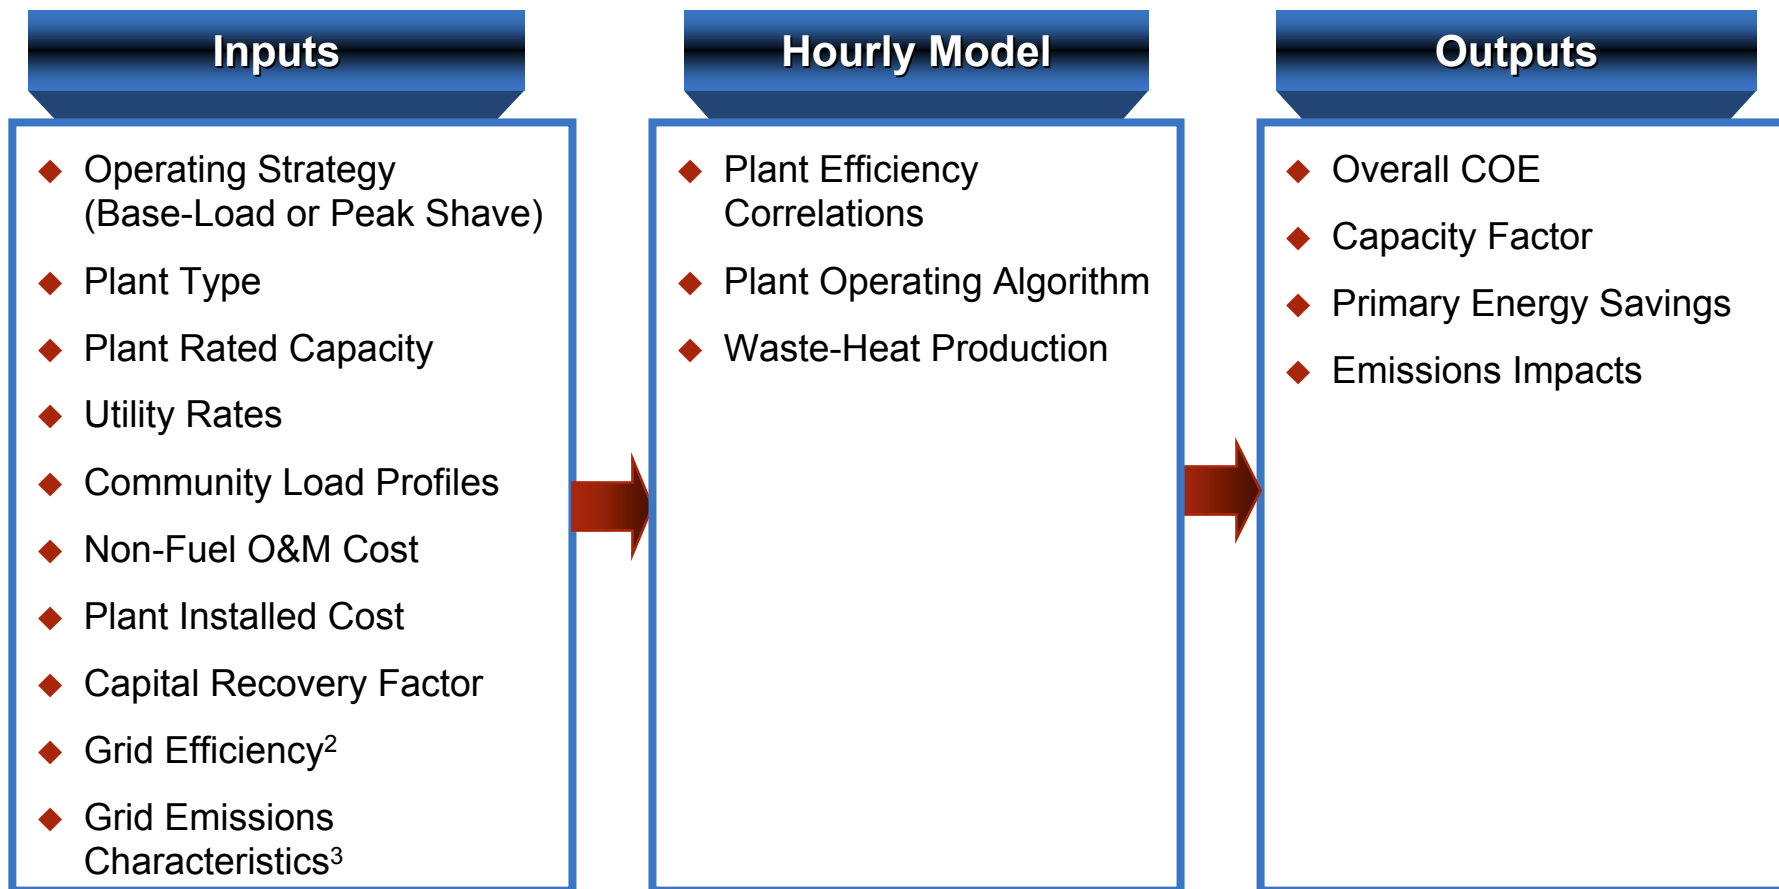 Inputs
Operating Strategy
(Base-Load or Peak Shave)
Plant Type
Plant Rated Capacity
Utility Rates
Community Load Profiles
Non-Fuel O&M Cost
Plant Installed Cost
Capital Recovery Factor
Grid Efficiency²
Grid Emissions
Characteristics³
Hourly Model
Plant Efficiency
Correlations
Plant Operating Algorithm
Waste-Heat Production
Outputs
Overall COE
Capacity Factor
Primary Energy Savings
Emissions Impacts